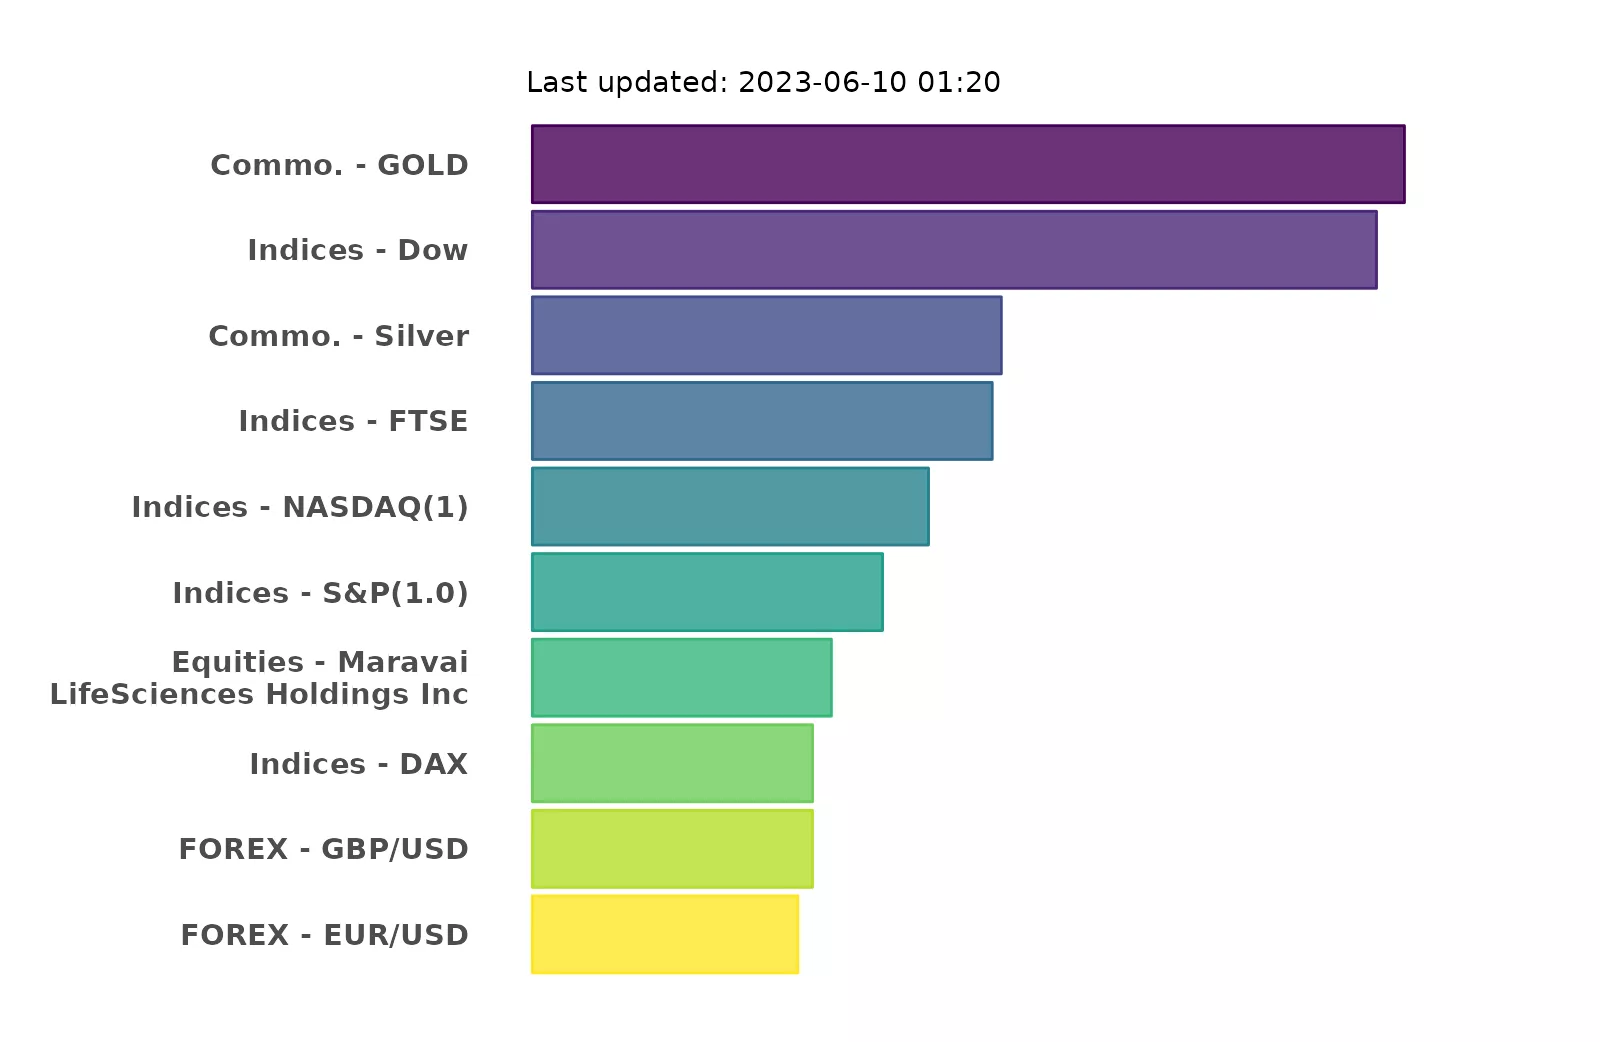 Last updated: 2023-06-10 01:20
Commo. - GOLD
Indices - Dow
Commo. - Silver
Indices - FTSE
Indices - NASDAQ(1)
Indices - S&P(1.0)
Equities - Maravai
LifeSciences Holdings Inc
Indices - DAX
FOREX - GBP/USD
FOREX - EUR/USD